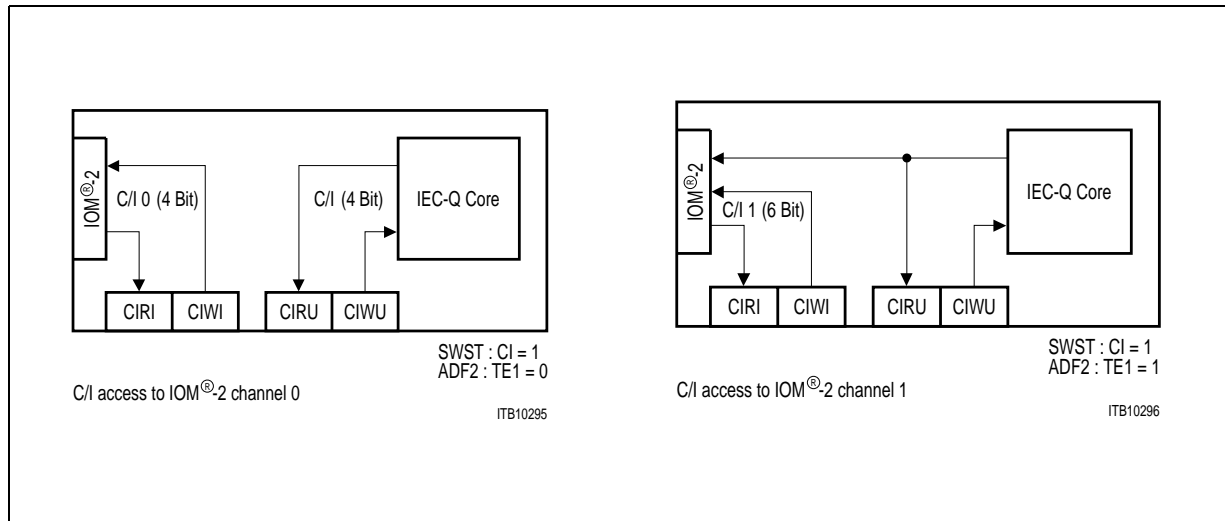 IOM®-2
C/I 0 (4 Bit)
C/I (4 Bit)
IEC-Q Core
CIRI
CIWI
CIRU
CIWU
SWST : CI = 1
ADF2 : TE1 = 0
C/I access to IOM®-2 channel 0
ITB10295
IOM®-2
C/I 1 (6 Bit)
IEC-Q Core
CIRI
CIWI
CIRU
CIWU
SWST : CI = 1
ADF2 : TE1 = 1
C/I access to IOM®-2 channel 1
ITB10296